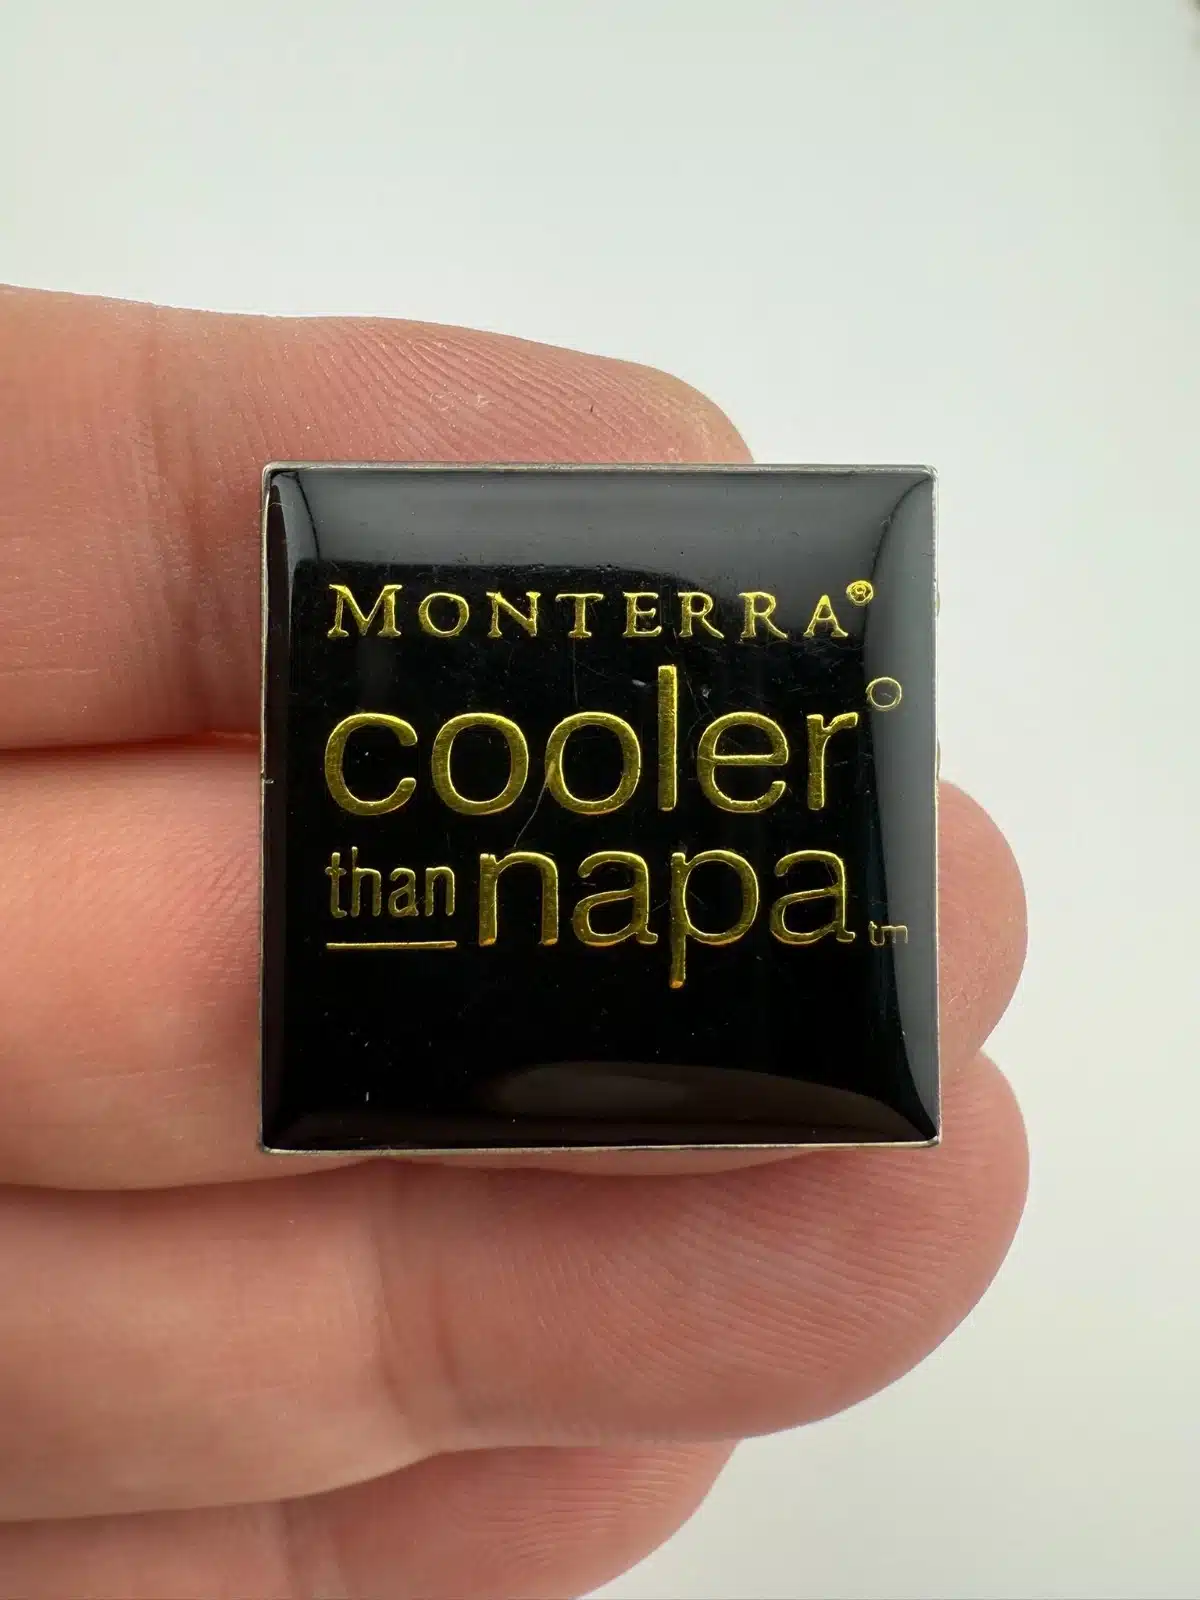 MONTERRA®
cooler°
than napa™